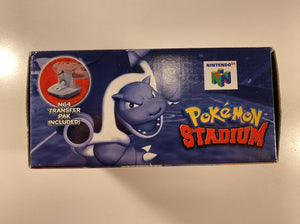 N64
TRANSFER
PAK
INCLUDED!
NINTENDO64
POKéMON
STADIUM